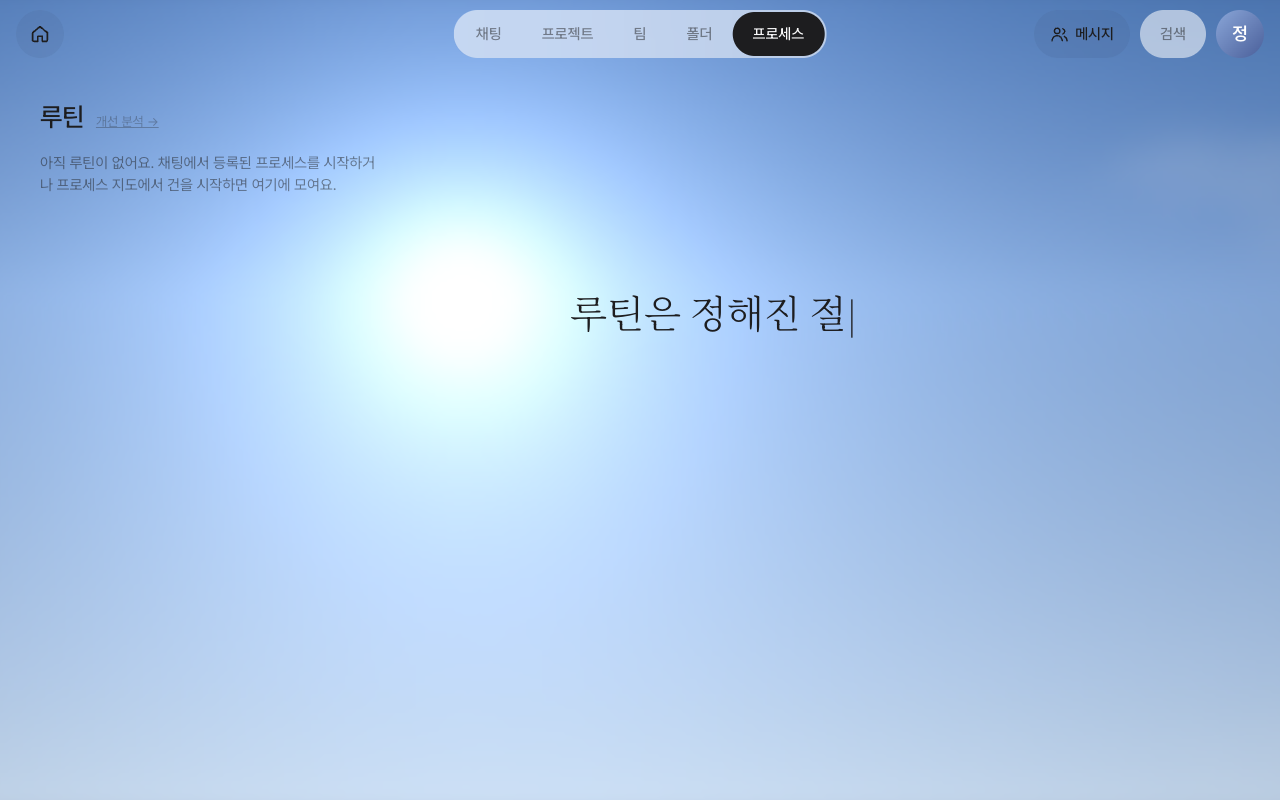 채팅
프로젝트
팀
폴더
프로세스
메시지
검색
정
루틴
개선 분석 →
아직 루틴이 없어요. 채팅에서 등록된 프로세스를 시작하거
나 프로세스 지도에서 건을 시작하면 여기에 모여요.
루틴은 정해진 절